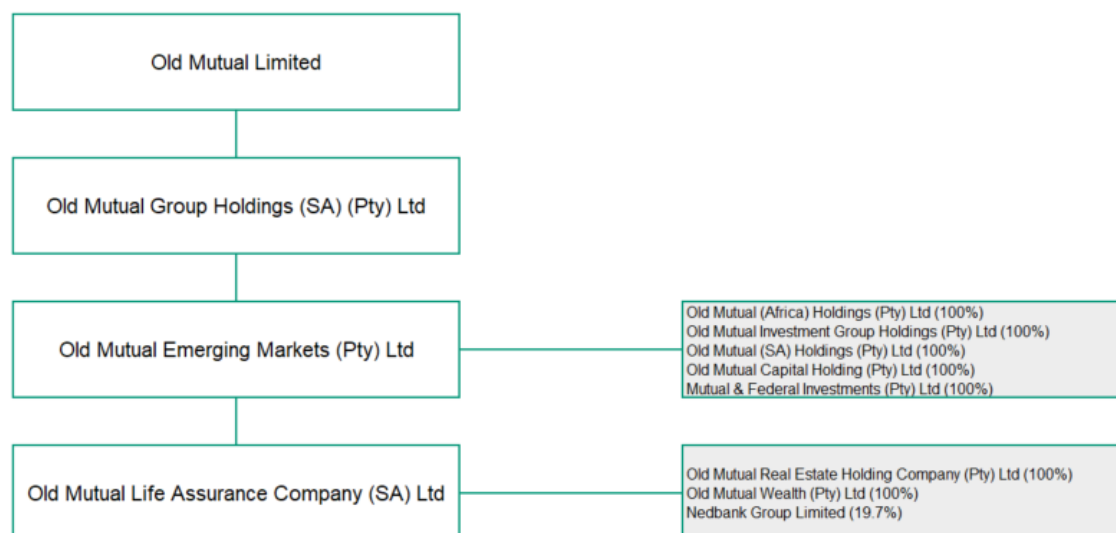 Old Mutual Limited
Old Mutual Group Holdings (SA) (Pty) Ltd
Old Mutual Emerging Markets (Pty) Ltd
Old Mutual (Africa) Holdings (Pty) Ltd (100%)
Old Mutual Investment Group Holdings (Pty) Ltd (100%)
Old Mutual (SA) Holdings (Pty) Ltd (100%)
Old Mutual Capital Holding (Pty) Ltd (100%)
Mutual & Federal Investments (Pty) Ltd (100%)
Old Mutual Life Assurance Company (SA) Ltd
Old Mutual Real Estate Holding Company (Pty) Ltd (100%)
Old Mutual Wealth (Pty) Ltd (100%)
Nedbank Group Limited (19.7%)